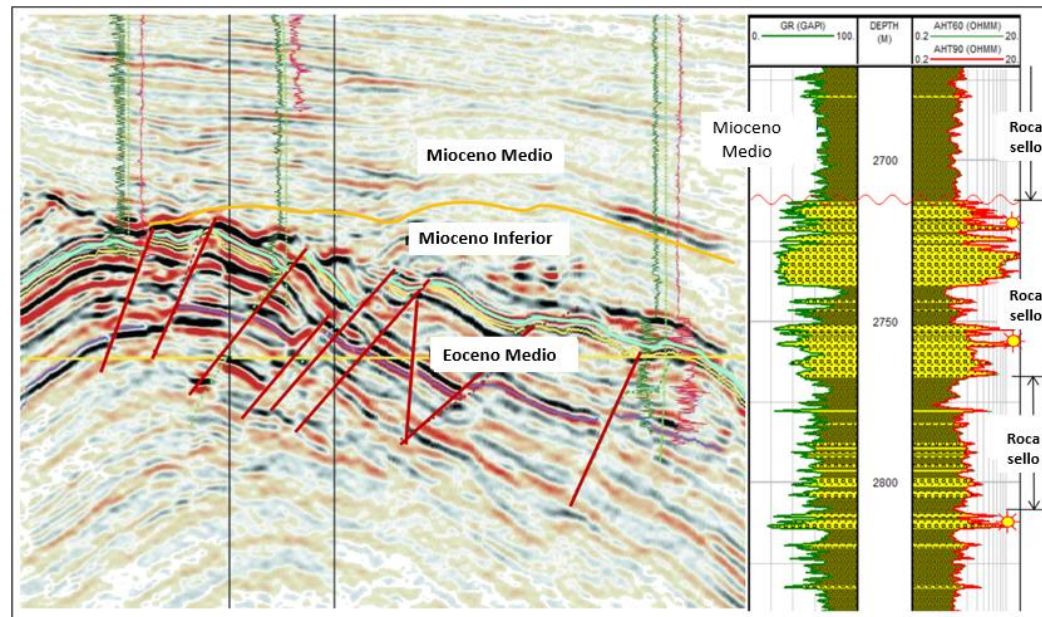 GR (GAPI)
0. 100.
DEPTH
(M)
AHT60 (OHMM)
0.2 20.
AHT90 (OHMM)
0.2 20.
Mioceno Medio
Mioceno Inferior
Eoceno Medio
Mioceno
Medio
2700
2750
2800
Roca
sello
Roca
sello
Roca
sello